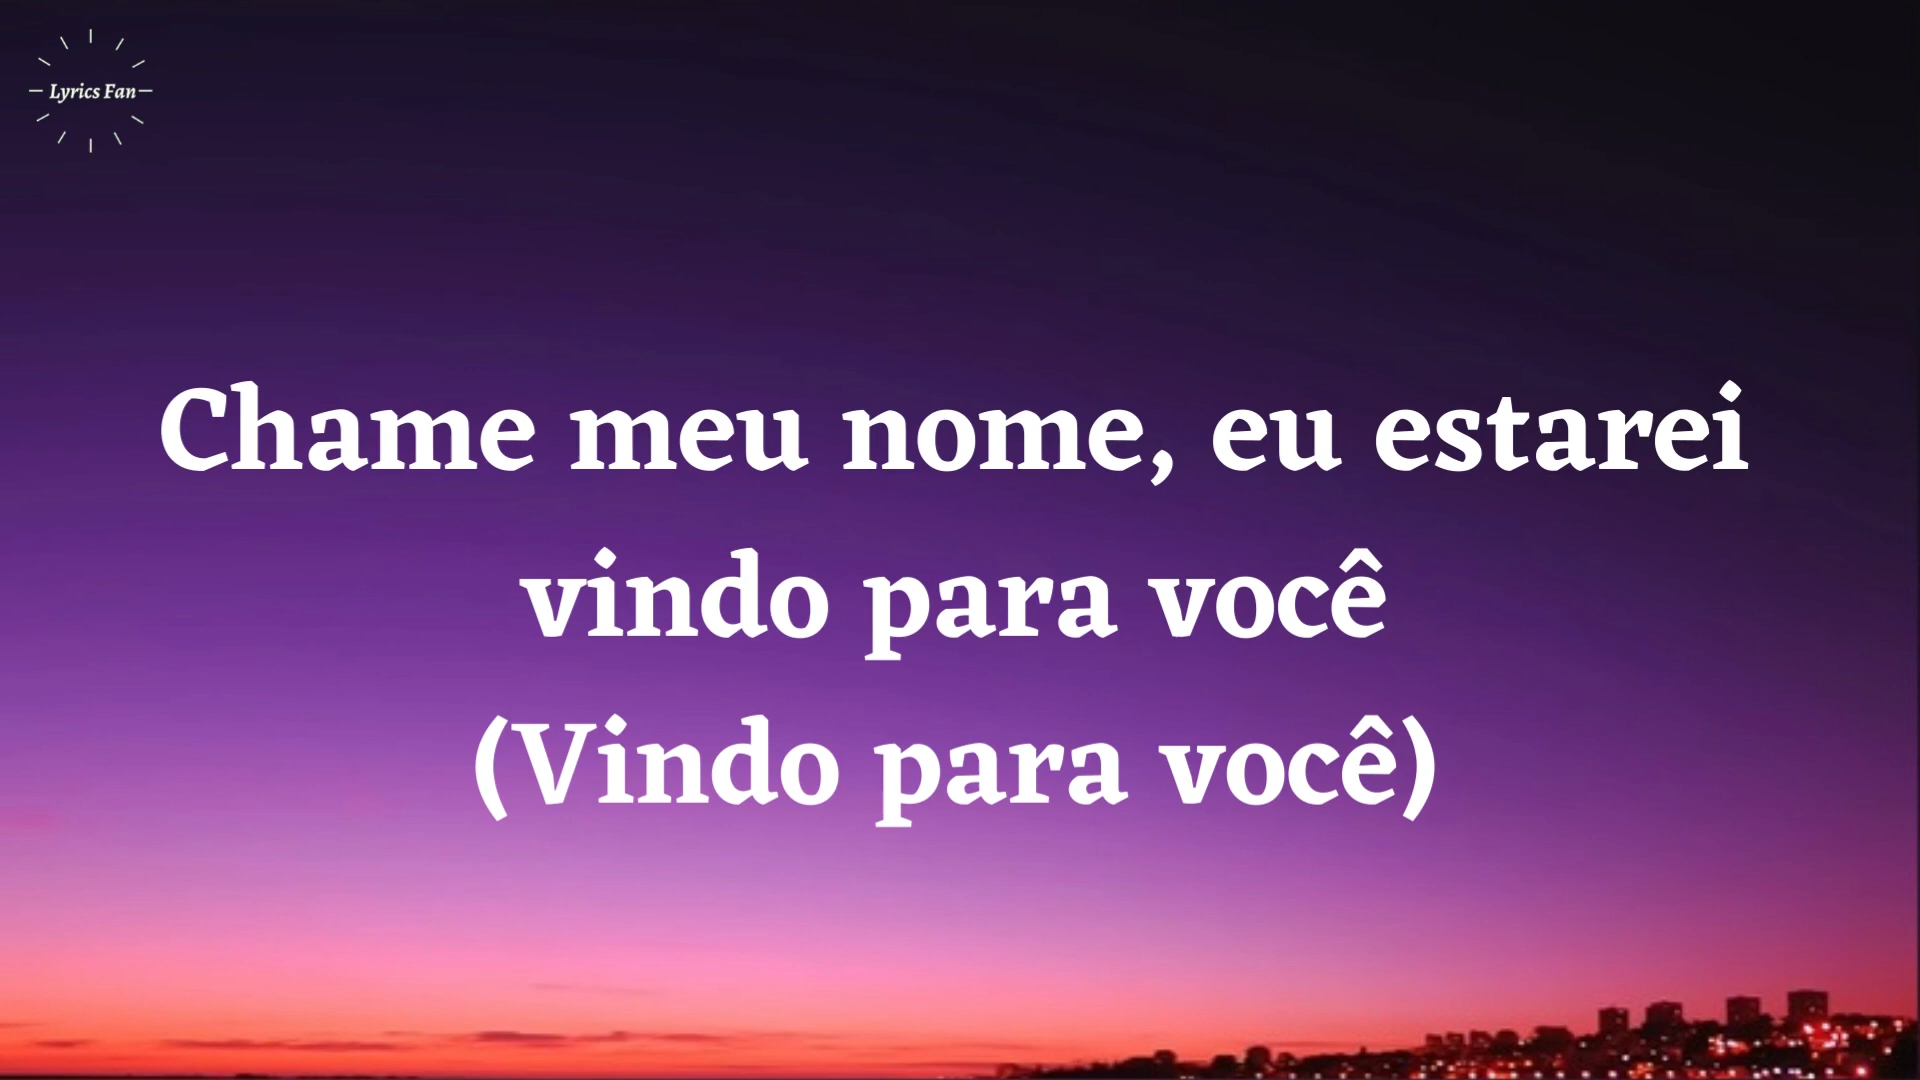 Lyrics Fan
Chame meu nome, eu estarei
vindo para você
(Vindo para você)